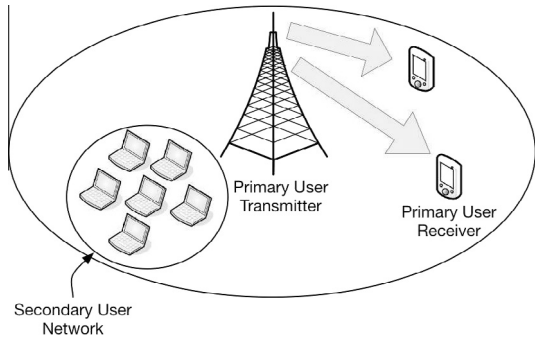 Primary User
Transmitter
Primary User
Receiver
Secondary User
Network